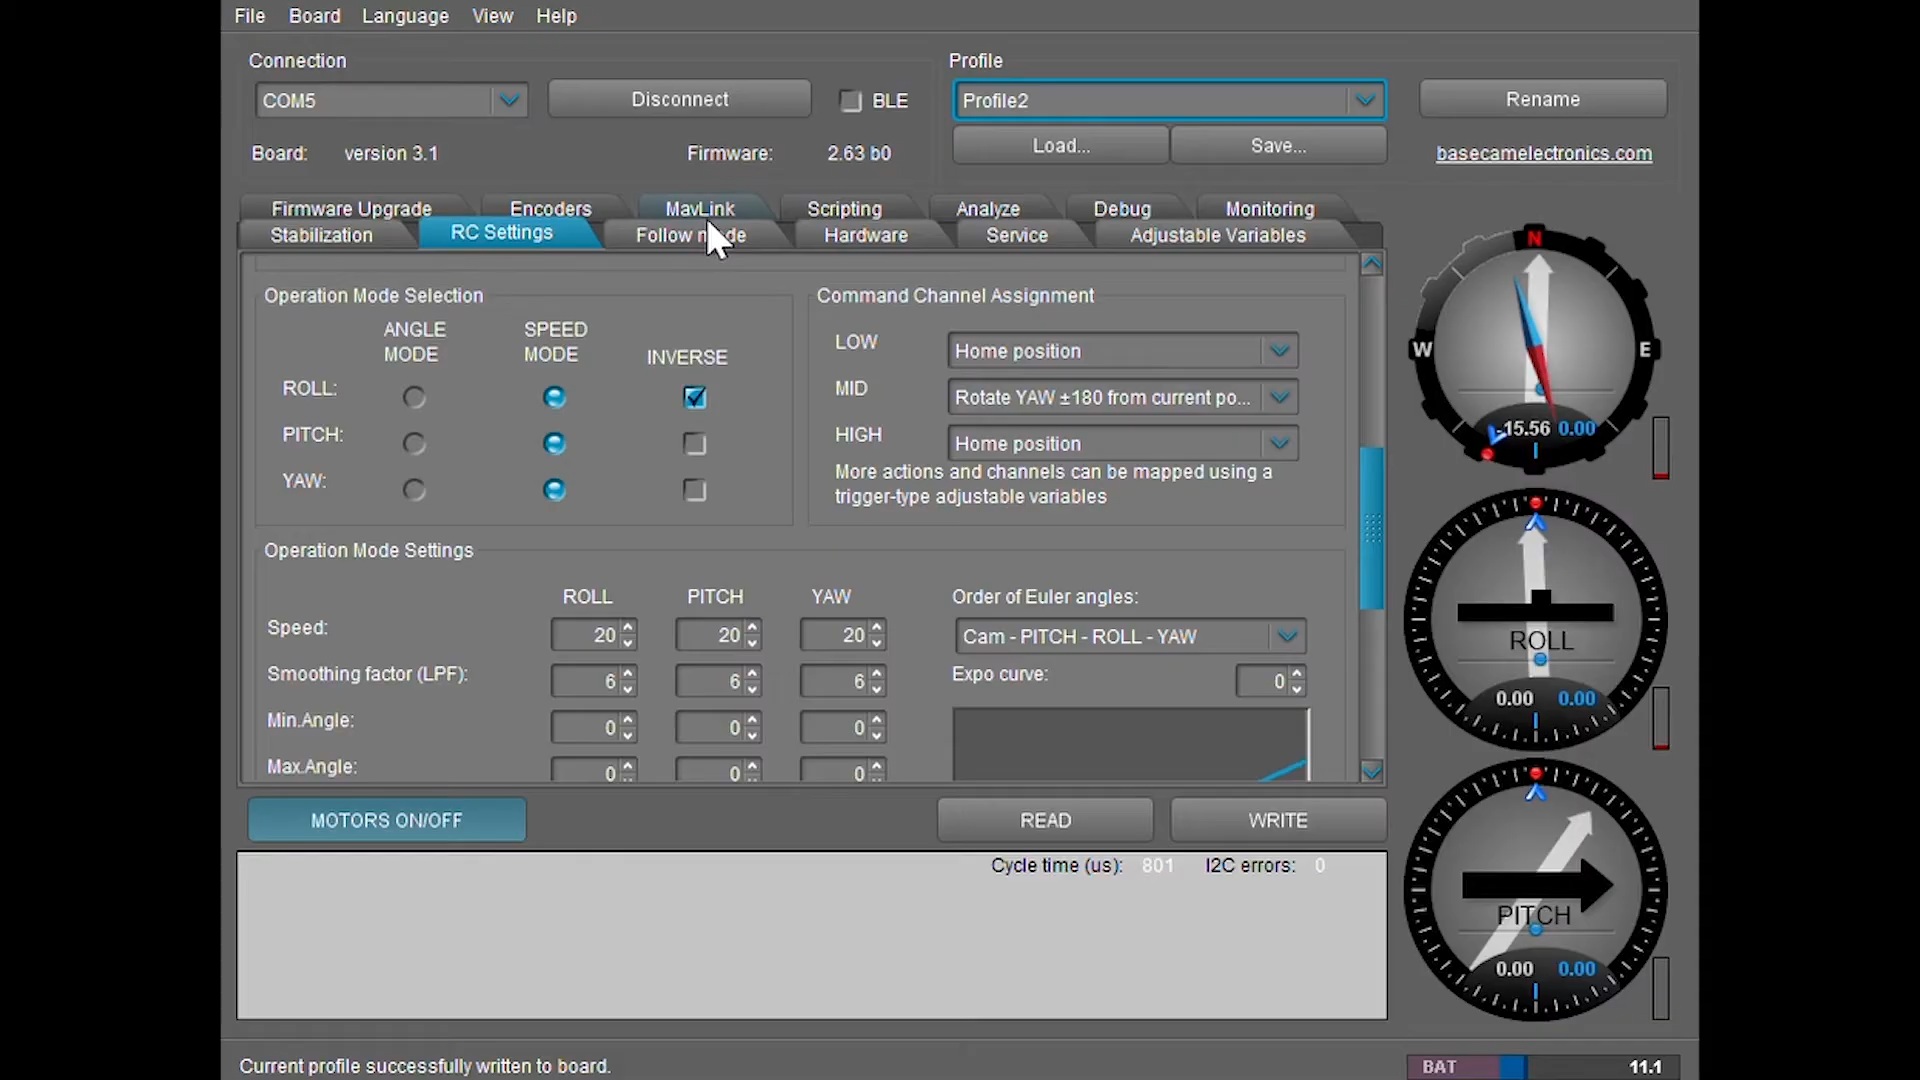 File Board Language View Help
Connection
Profile
COM5
Disconnect
BLE
Profile2
Rename
Load...
Save...
Board: version 3.1
Firmware: 2.63 b0
basecamelectronics.com
Firmware Upgrade Encoders MavLink Scripting Analyze Debug Monitoring
Stabilization RC Settings Follow mode Hardware Service Adjustable Variables
Operation Mode Selection
ANGLE MODE
SPEED MODE
INVERSE
ROLL:
PITCH:
YAW:
Command Channel Assignment
LOW Home position
MID Rotate YAW ±180 from current po...
HIGH Home position
More actions and channels can be mapped using a
trigger-type adjustable variables
Operation Mode Settings
ROLL PITCH YAW
Speed: 20 20 20
Smoothing factor (LPF): 6 6 6
Min.Angle: 0 0 0
Max.Angle: 0 0 0
Order of Euler angles:
Cam - PITCH - ROLL - YAW
Expo curve: 0
N
W E
-15.56 0.00
ROLL
0.00 0.00
PITCH
0.00 0.00
MOTORS ON/OFF
READ
WRITE
Cycle time (us): 801 I2C errors: 0
Current profile successfully written to board.
BAT 11.1